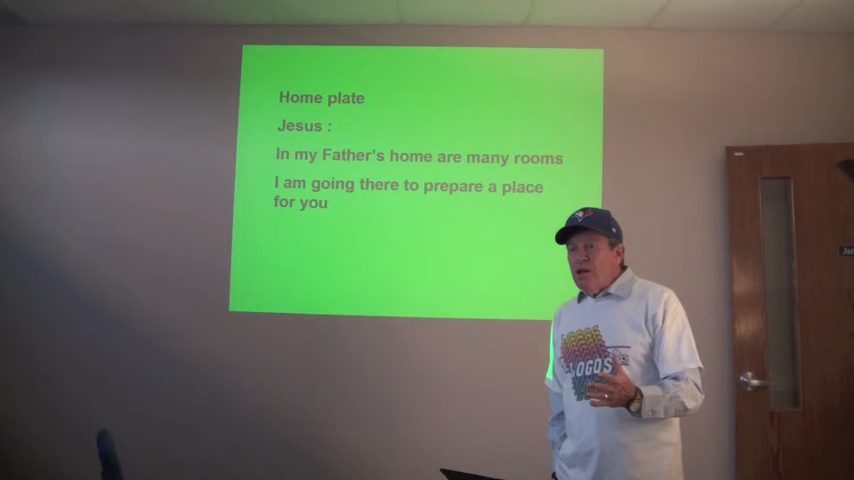 Home plate
Jesus :
In my Father's home are many rooms
I am going there to prepare a place
for you
LOGOS